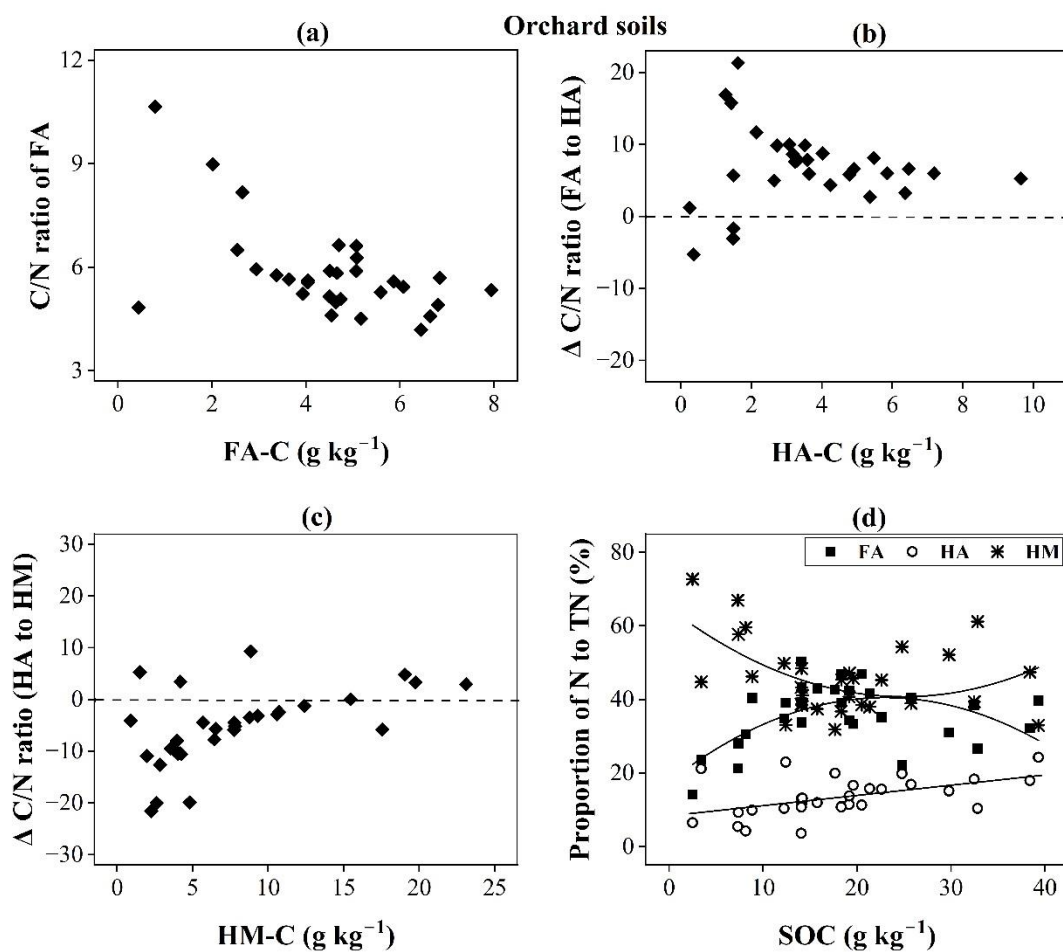 Orchard soils
(a)
12
9
6
3
C/N ratio of FA
0 2 4 6 8
FA-C (g kg⁻¹)
(b)
20
10
0
−10
−20
Δ C/N ratio (FA to HA)
0 2 4 6 8 10
HA-C (g kg⁻¹)
(c)
30
20
10
0
−10
−20
−30
Δ C/N ratio (HA to HM)
0 5 10 15 20 25
HM-C (g kg⁻¹)
(d)
FA HA HM
80
60
40
20
0
Proportion of N to TN (%)
0 10 20 30 40
SOC (g kg⁻¹)